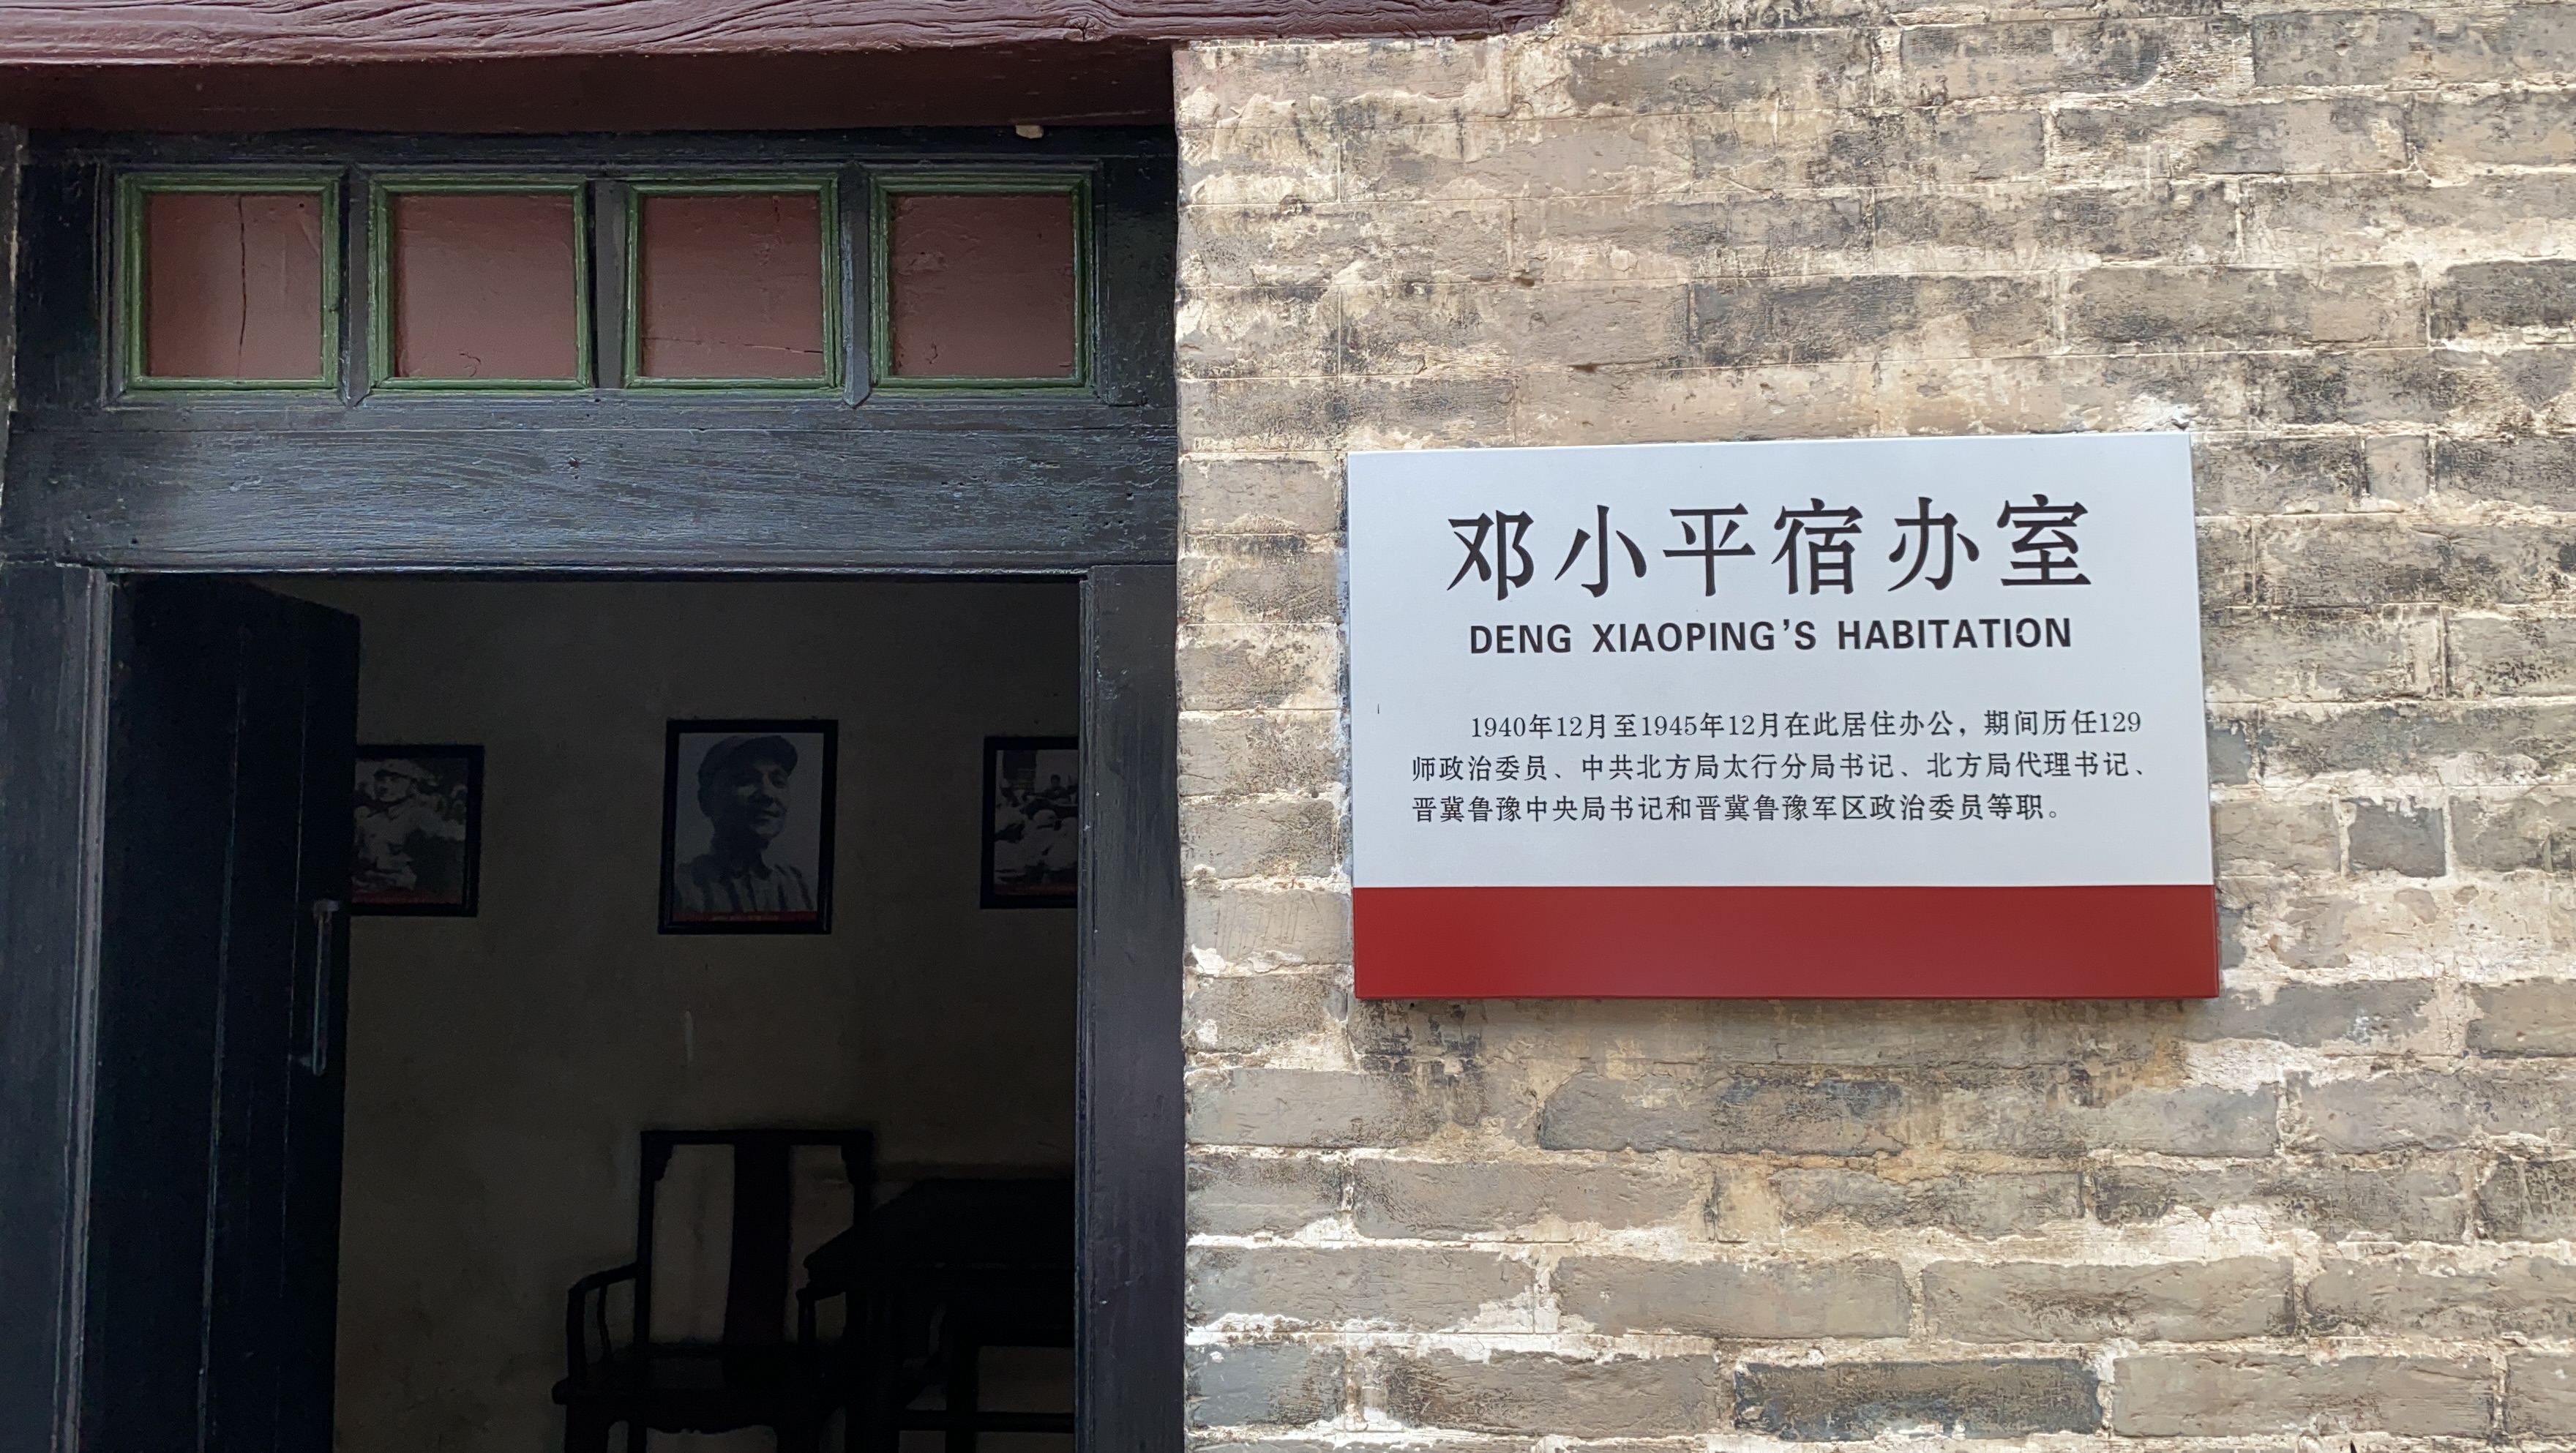 邓小平宿办室
DENG XIAOPING’S HABITATION
1940年12月至1945年12月在此居住办公，期间历任129
师政治委员、中共北方局太行分局书记、北方局代理书记、
晋冀鲁豫中央局书记和晋冀鲁豫军区政治委员等职。